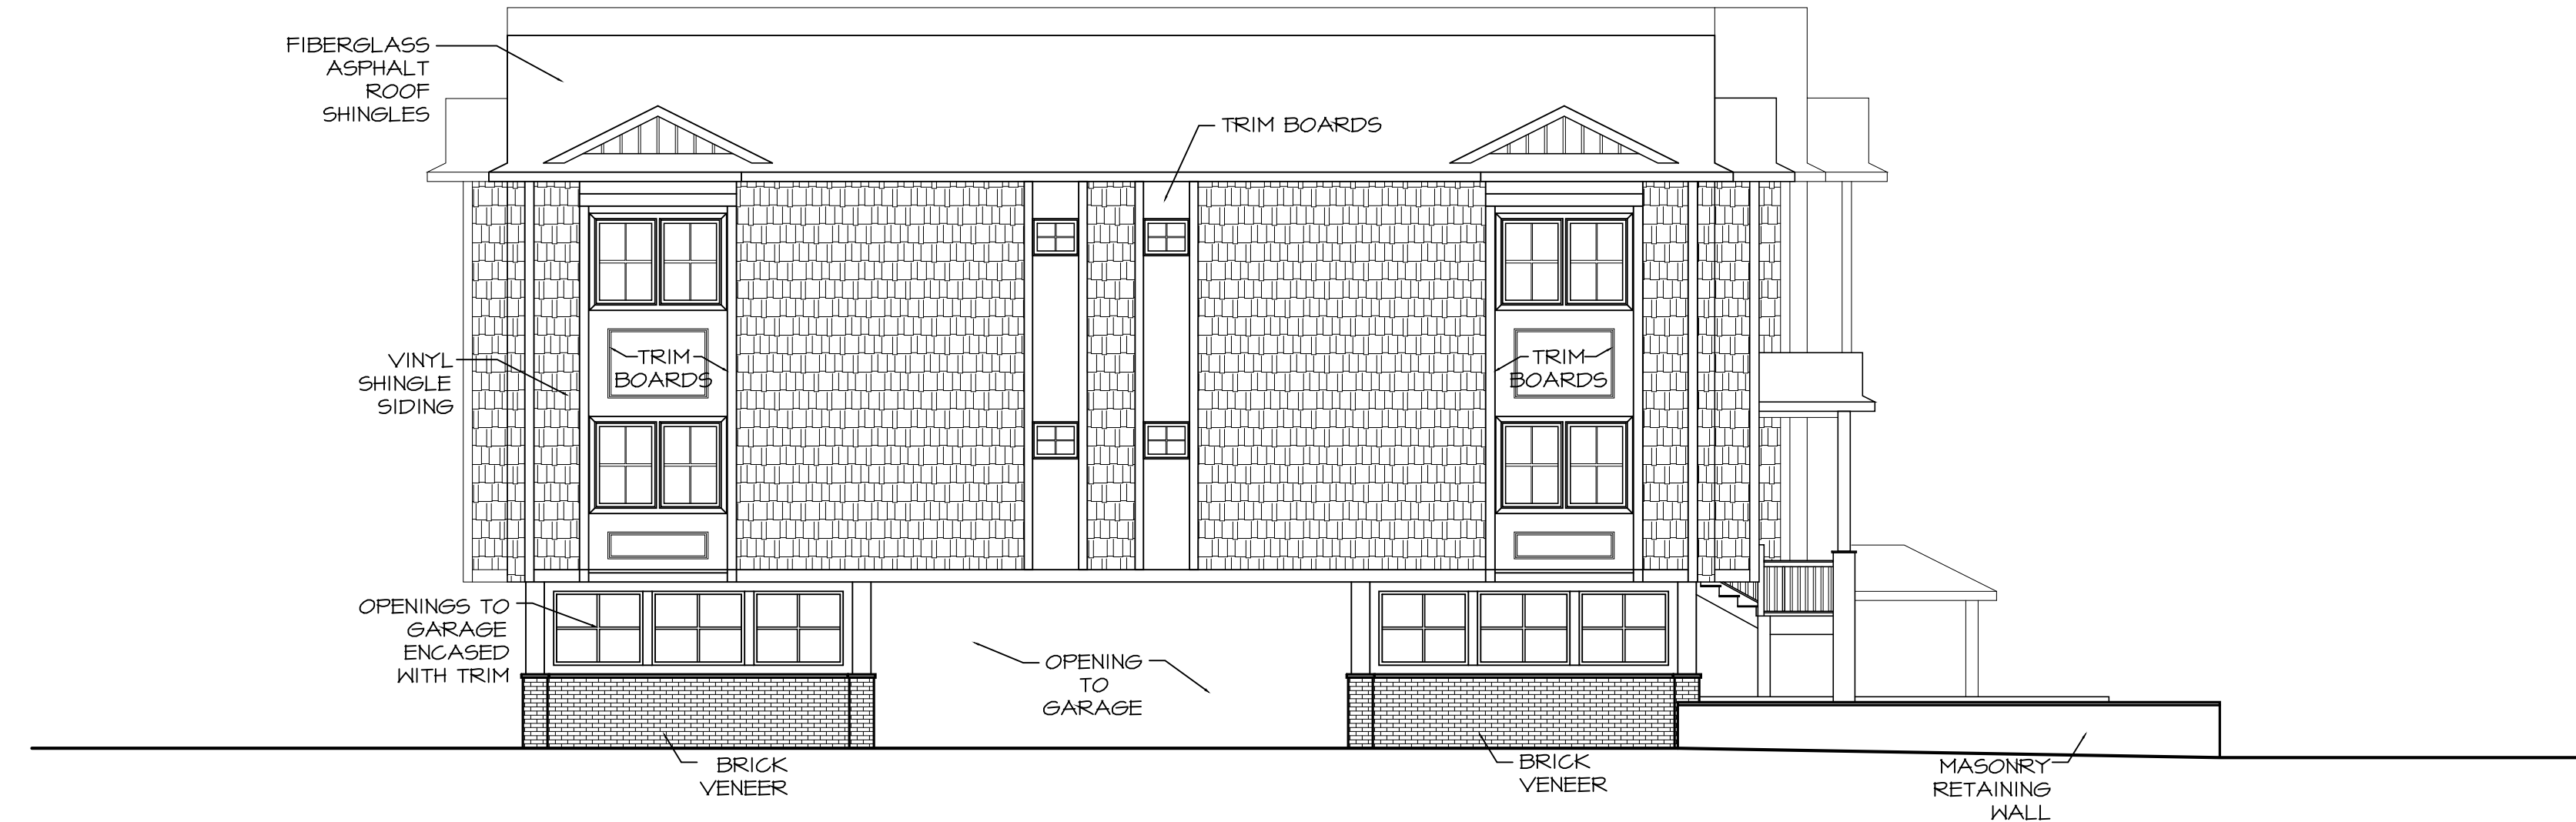 FIBERGLASS
ASPHALT
ROOF
SHINGLES
TRIM BOARDS
VINYL
SHINGLE
SIDING
TRIM
BOARDS
TRIM
BOARDS
OPENINGS TO
GARAGE
ENCASED
WITH TRIM
OPENING
TO
GARAGE
BRICK
VENEER
BRICK
VENEER
MASONRY
RETAINING
WALL